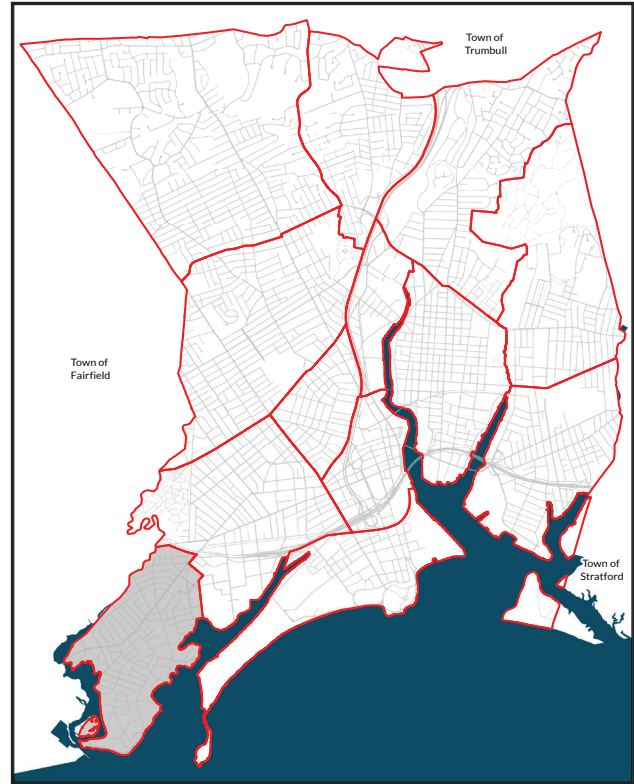 Town of
Trumbull
Town of
Fairfield
Town of
Stratford